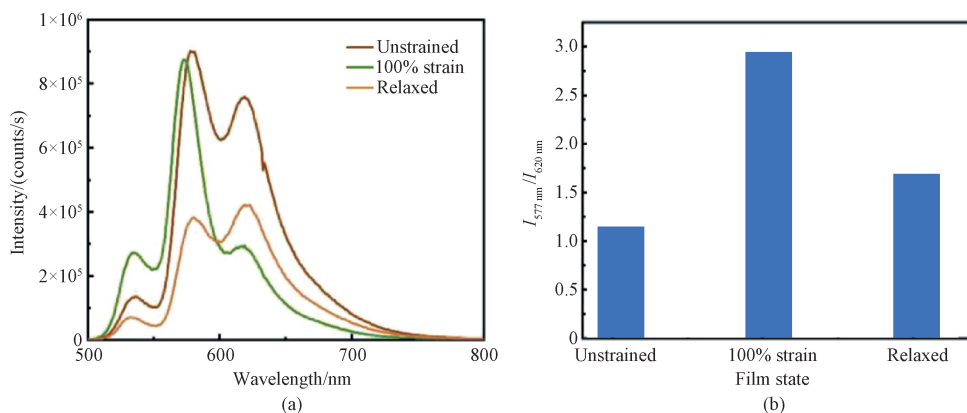 1×10⁶
8×10⁵
6×10⁵
4×10⁵
2×10⁵
0
Intensity/(counts/s)
Unstrained
100% strain
Relaxed
500 600 700 800
Wavelength/nm
(a)
3.0
2.5
2.0
1.5
1.0
0.5
0
I577 nm/I620 nm
Unstrained 100% strain Relaxed
Film state
(b)